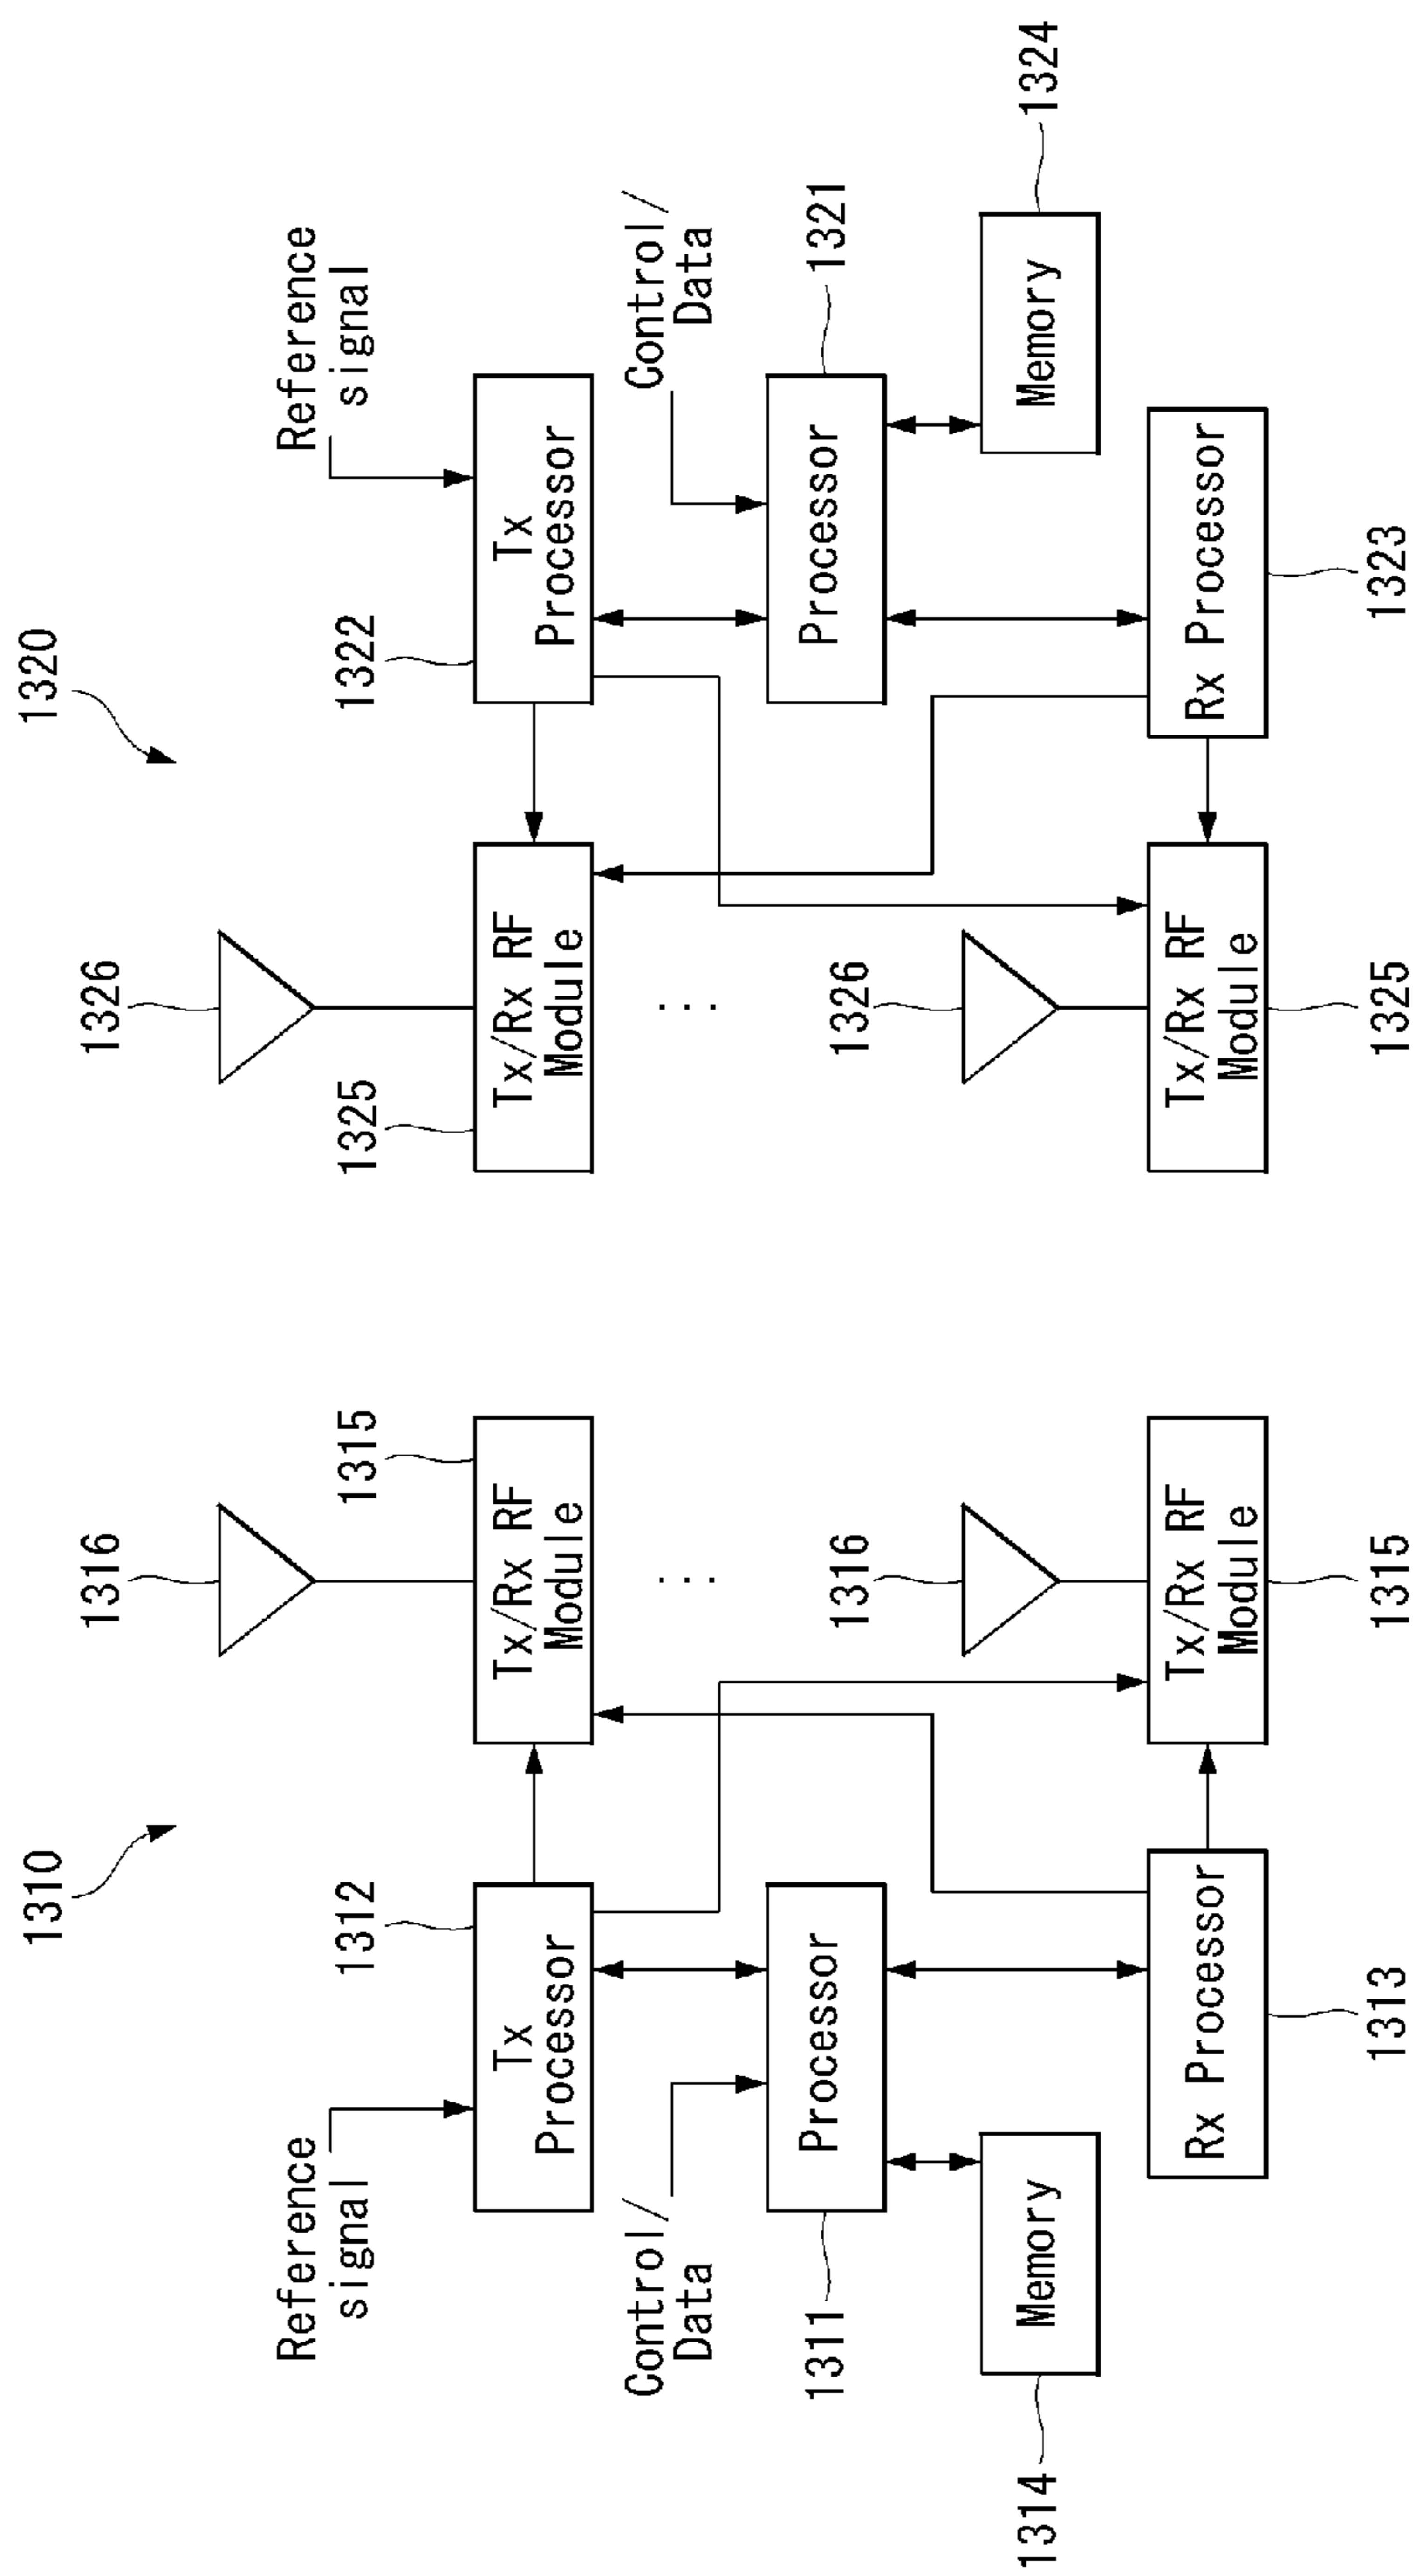 1310
1320
1316
1326
Reference
signal
1312
1315
1325
1322
Reference
signal
Tx
Processor
Tx/Rx RF
Module
Tx/Rx RF
Module
Tx
Processor
Control/
Data
...
...
Control/
Data
1311
Processor
1316
1326
Processor
1321
1314
Memory
Memory
1324
Rx Processor
Tx/Rx RF
Module
Tx/Rx RF
Module
Rx Processor
1313
1315
1325
1323